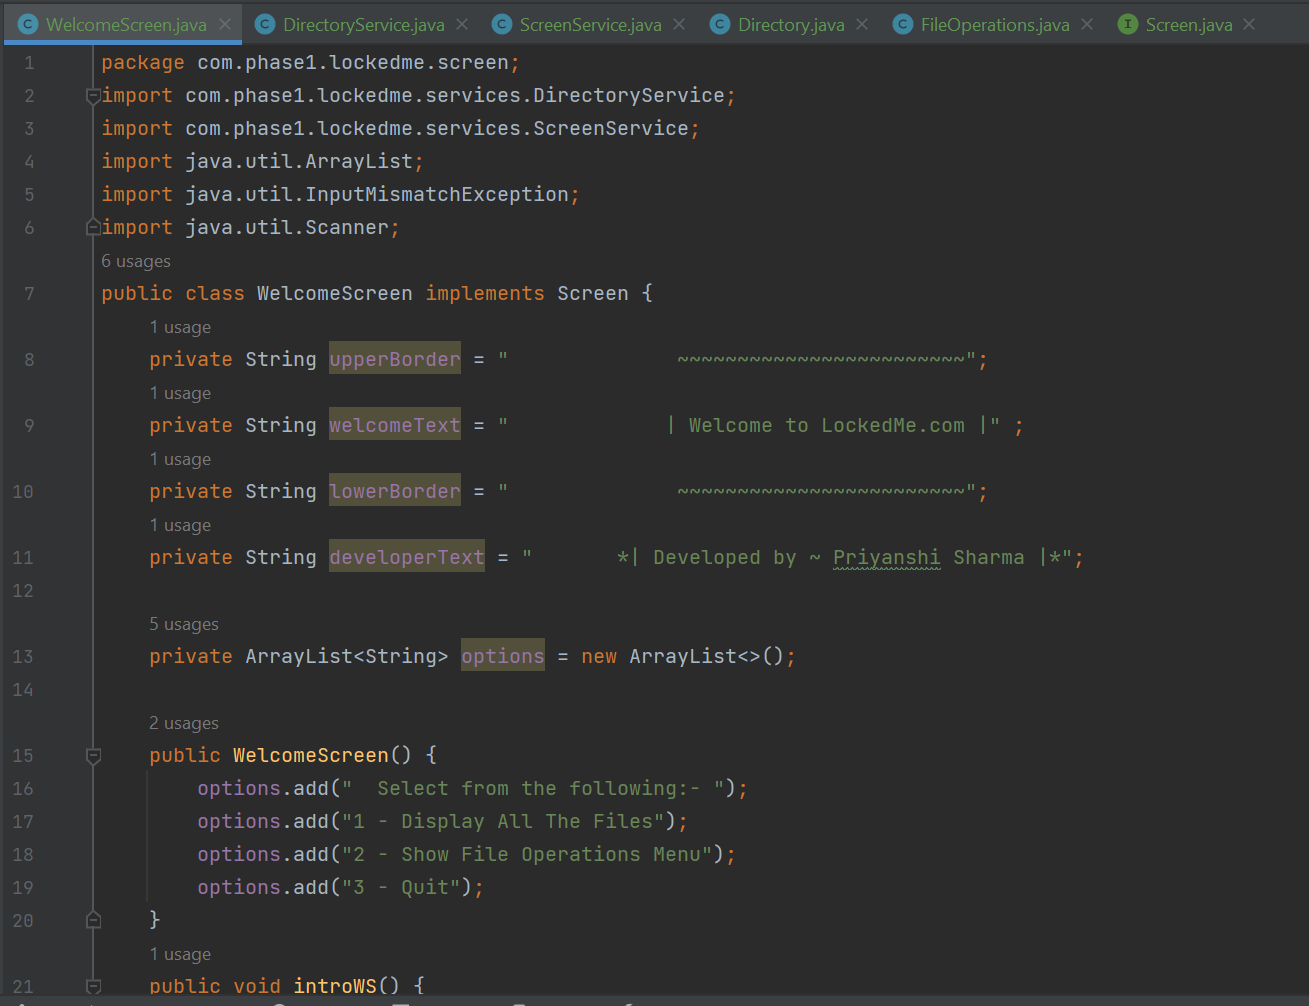 WelcomeScreen.java × DirectoryService.java × ScreenService.java × Directory.java × FileOperations.java × Screen.java ×
1 package com.phase1.lockedme.screen;
2 import com.phase1.lockedme.services.DirectoryService;
3 import com.phase1.lockedme.services.ScreenService;
4 import java.util.ArrayList;
5 import java.util.InputMismatchException;
6 import java.util.Scanner;
6 usages
7 public class WelcomeScreen implements Screen {
1 usage
8     private String upperBorder = "              ~~~~~~~~~~~~~~~~~~~~~~~~";
1 usage
9     private String welcomeText = "             | Welcome to LockedMe.com |" ;
1 usage
10     private String lowerBorder = "              ~~~~~~~~~~~~~~~~~~~~~~~~";
1 usage
11     private String developerText = "       *| Developed by ~ Priyanshi Sharma |*";
12
5 usages
13     private ArrayList<String> options = new ArrayList<>();
14
2 usages
15     public WelcomeScreen() {
16         options.add("  Select from the following:- ");
17         options.add("1 - Display All The Files");
18         options.add("2 - Show File Operations Menu");
19         options.add("3 - Quit");
20     }
1 usage
21     public void introWS() {